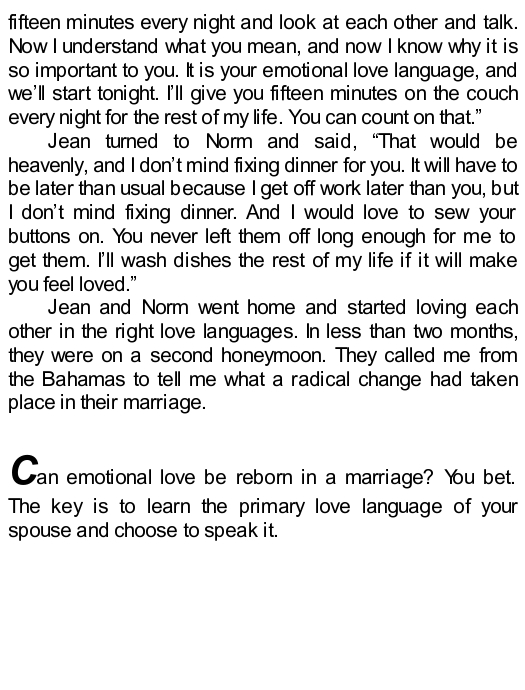 fifteen minutes every night and look at each other and talk.
Now I understand what you mean, and now I know why it is
so important to you. It is your emotional love language, and
we’ll start tonight. I’ll give you fifteen minutes on the couch
every night for the rest of my life. You can count on that.”
Jean turned to Norm and said, “That would be
heavenly, and I don’t mind fixing dinner for you. It will have to
be later than usual because I get off work later than you, but
I don’t mind fixing dinner. And I would love to sew your
buttons on. You never left them off long enough for me to
get them. I’ll wash dishes the rest of my life if it will make
you feel loved.”
Jean and Norm went home and started loving each
other in the right love languages. In less than two months,
they were on a second honeymoon. They called me from
the Bahamas to tell me what a radical change had taken
place in their marriage.
Can emotional love be reborn in a marriage? You bet.
The key is to learn the primary love language of your
spouse and choose to speak it.